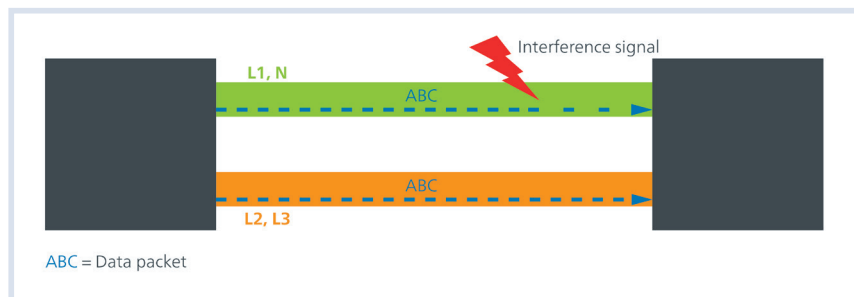 Interference signal
L1, N
ABC
ABC
L2, L3
ABC = Data packet